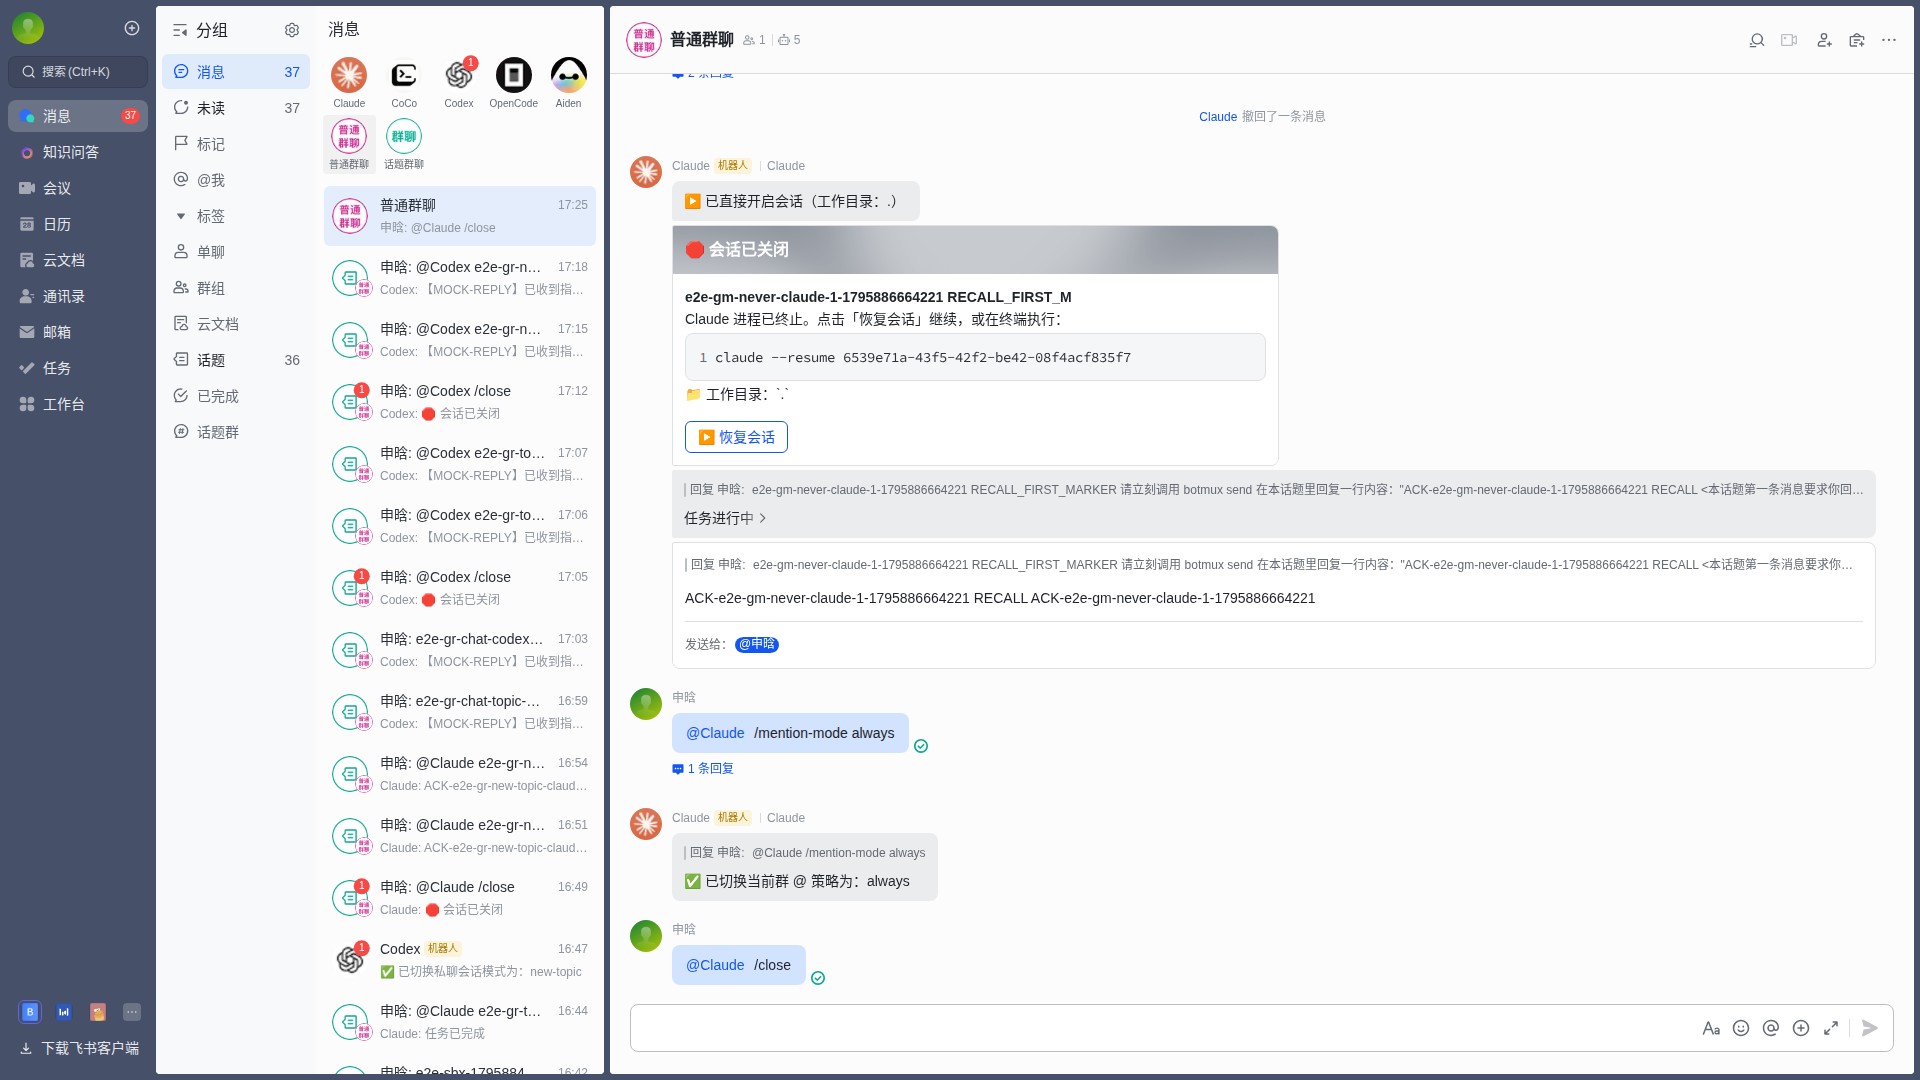 搜索 (Ctrl+K)
消息 37
知识问答
会议
日历
云文档
通讯录
邮箱
任务
工作台
下载飞书客户端
分组
消息 37
未读 37
标记
@我
标签
单聊
群组
云文档
话题 36
已完成
话题群
消息
Claude CoCo Codex OpenCode Aiden
1
普通群聊 话题群聊
普通群聊 17:25
申晗: @Claude /close
申晗: @Codex e2e-gr-n... 17:18
Codex: 【MOCK-REPLY】已收到指...
申晗: @Codex e2e-gr-n... 17:15
Codex: 【MOCK-REPLY】已收到指...
申晗: @Codex /close 17:12
Codex: 🛑 会话已关闭
申晗: @Codex e2e-gr-to... 17:07
Codex: 【MOCK-REPLY】已收到指...
申晗: @Codex e2e-gr-to... 17:06
Codex: 【MOCK-REPLY】已收到指...
申晗: @Codex /close 17:05
Codex: 🛑 会话已关闭
申晗: e2e-gr-chat-codex... 17:03
Codex: 【MOCK-REPLY】已收到指...
申晗: e2e-gr-chat-topic-... 16:59
Codex: 【MOCK-REPLY】已收到指...
申晗: @Claude e2e-gr-n... 16:54
Claude: ACK-e2e-gr-new-topic-claud...
申晗: @Claude e2e-gr-n... 16:51
Claude: ACK-e2e-gr-new-topic-claud...
申晗: @Claude /close 16:49
Claude: 🛑 会话已关闭
Codex 机器人 16:47
✅ 已切换私聊会话模式为：new-topic
申晗: @Claude e2e-gr-t... 16:44
Claude: 任务已完成
申晗: e2e-sbx-1795884... 16:42
普通群聊 1 5
2 条回复
Claude 撤回了一条消息
Claude 机器人 Claude
▶️ 已直接开启会话（工作目录：.）
🛑 会话已关闭
e2e-gm-never-claude-1-1795886664221 RECALL_FIRST_M
Claude 进程已终止。点击「恢复会话」继续，或在终端执行：
1 claude --resume 6539e71a-43f5-42f2-be42-08f4acf835f7
📁 工作目录：`.`
▶️ 恢复会话
回复 申晗： e2e-gm-never-claude-1-1795886664221 RECALL_FIRST_MARKER 请立刻调用 botmux send 在本话题里回复一行内容："ACK-e2e-gm-never-claude-1-1795886664221 RECALL <本话题第一条消息要求你回...
任务进行中
回复 申晗： e2e-gm-never-claude-1-1795886664221 RECALL_FIRST_MARKER 请立刻调用 botmux send 在本话题里回复一行内容："ACK-e2e-gm-never-claude-1-1795886664221 RECALL <本话题第一条消息要求你...
ACK-e2e-gm-never-claude-1-1795886664221 RECALL ACK-e2e-gm-never-claude-1-1795886664221
发送给： @申晗
申晗
@Claude /mention-mode always
1 条回复
Claude 机器人 Claude
回复 申晗： @Claude /mention-mode always
✅ 已切换当前群 @ 策略为：always
申晗
@Claude /close
Aa